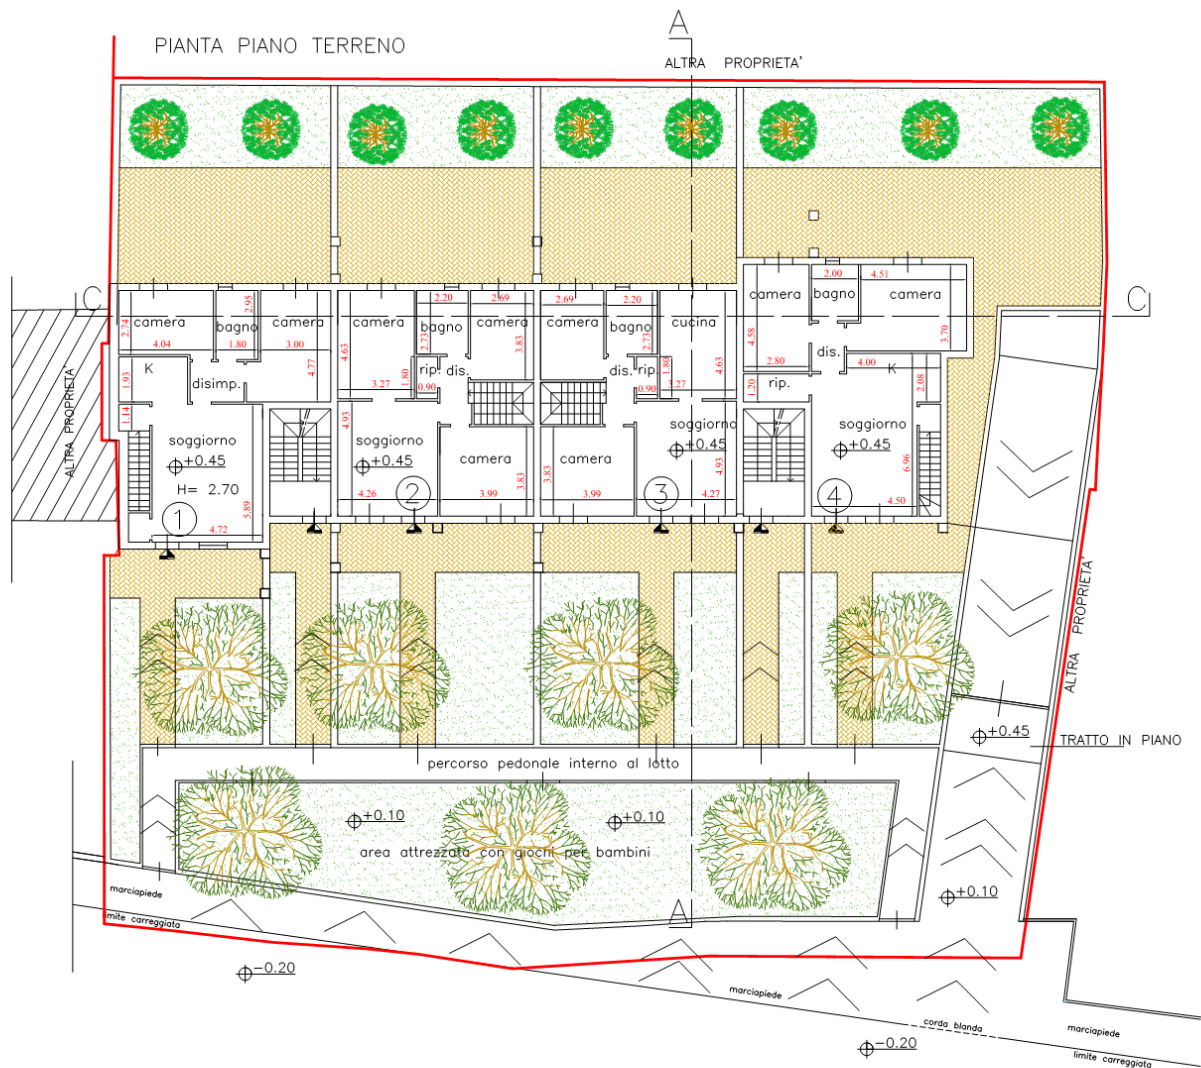 A
PIANTA PIANO TERRENO
ALTRA PROPRIETA'
C
C
2.00
4.51
camera
bagno
camera
2.95
2.20
2.69
2.69
2.20
2.74
camera
bagno
camera
camera
bagno
camera
camera
bagno
cucina
4.58
3.70
4.04
1.80
3.00
4.63
2.73
3.83
2.73
4.63
dis.
2.80
4.00
K
1.93
disimp.
4.77
3.27
1.80
rip.
dis.
0.90
dis.
rip.
1.80
0.90
3.27
1.20
rip.
K
2.08
1.14
ALTRA PROPRIETA'
soggiorno
+0.45
H= 2.70
5.89
4.72
1
4.93
soggiorno
+0.45
4.26
2
camera
3.83
3.99
3.83
camera
3.99
soggiorno
+0.45
4.93
3
4.27
soggiorno
+0.45
6.96
4
4.50
ALTRA PROPRIETA'
+0.45
TRATTO IN PIANO
percorso pedonale interno al lotto
+0.10
+0.10
area attrezzata con giochi per bambini
+0.10
marciapiede
limite carreggiata
A
-0.20
marciapiede
corda blanda
marciapiede
-0.20
limite carreggiata